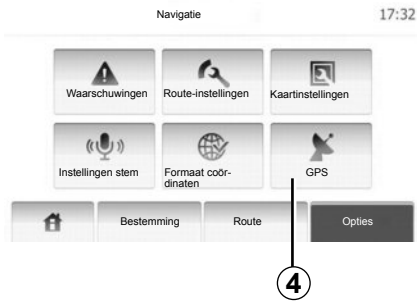 Navigatie
17:32
Waarschuwingen
Route-instellingen
Kaartinstellingen
Instellingen stem
Formaat coör-
dinaten
GPS
Bestemming
Route
Opties
4